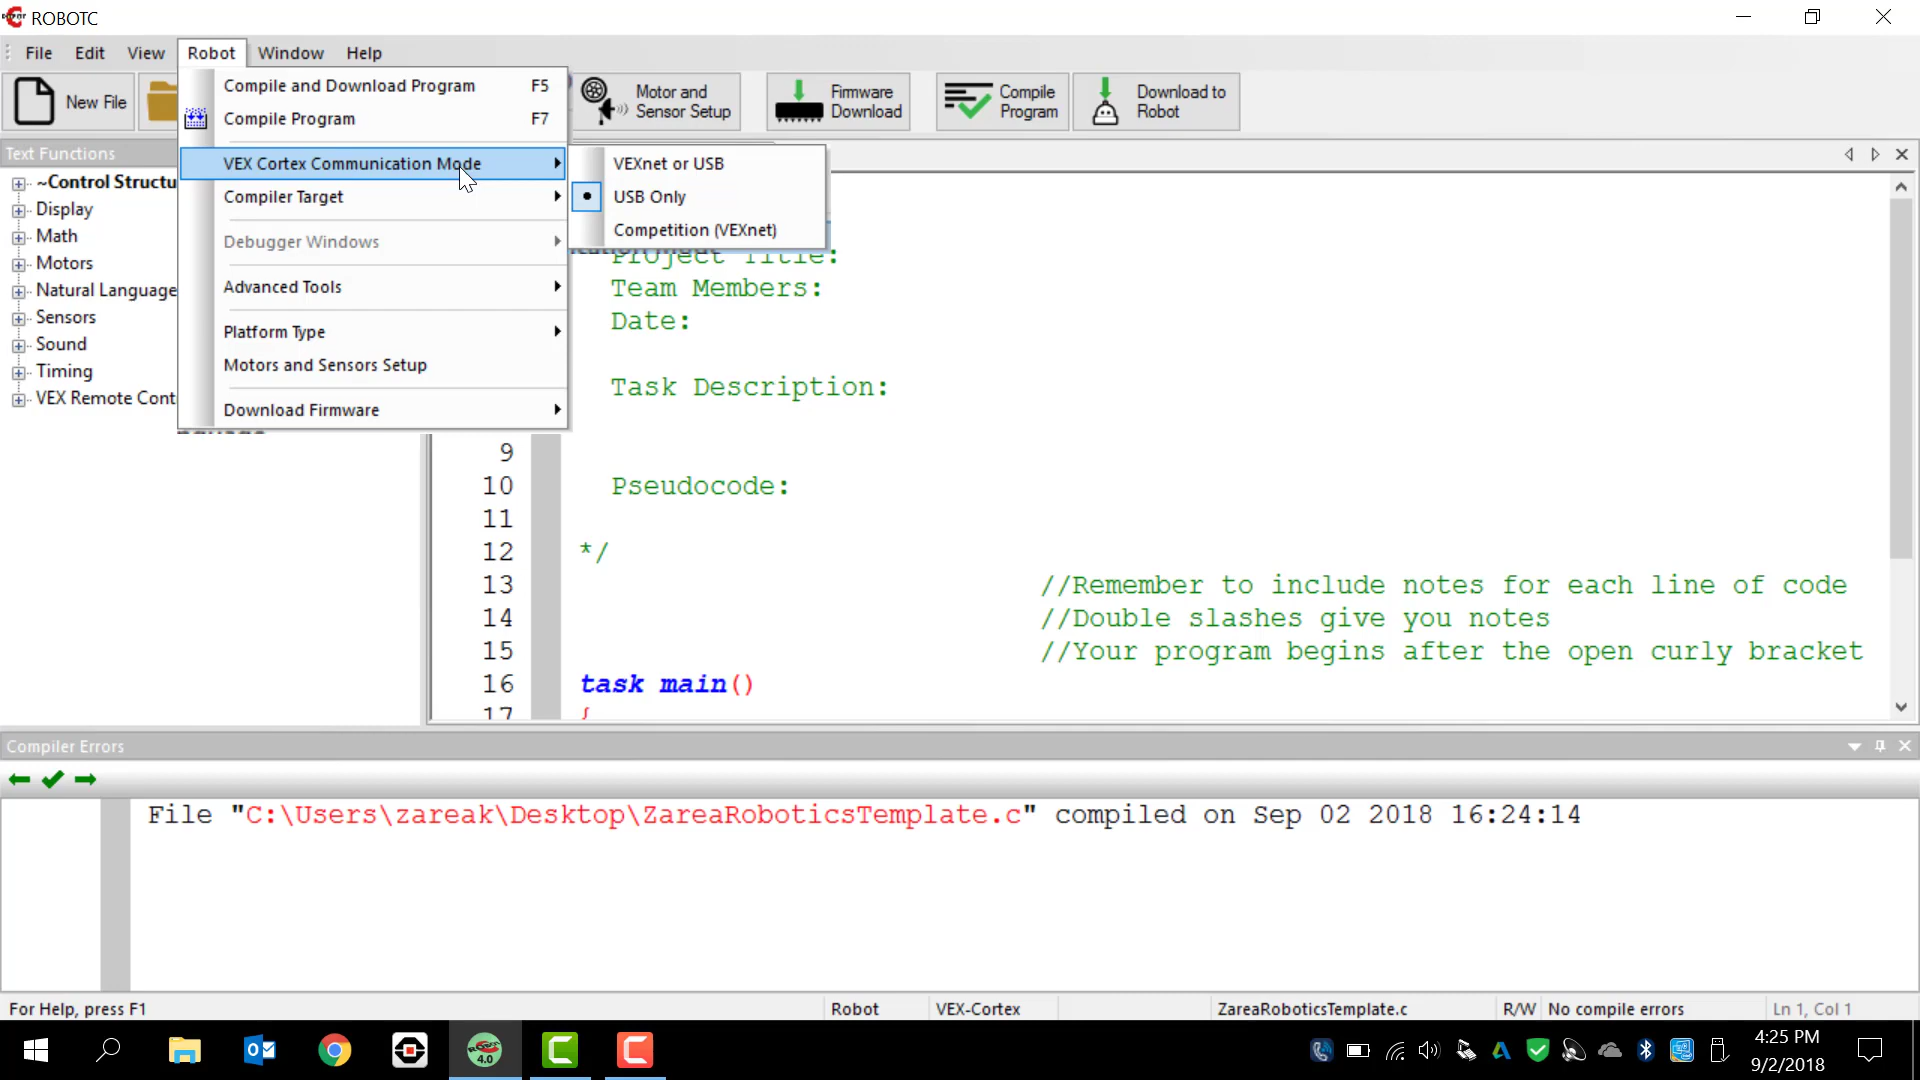 ROBOTC
File Edit View Robot Window Help
New File
Motor and Sensor Setup
Firmware Download
Compile Program
Download to Robot
Compile and Download Program F5
Compile Program F7
VEX Cortex Communication Mode
Compiler Target
Debugger Windows
Advanced Tools
Platform Type
Motors and Sensors Setup
Download Firmware
VEXnet or USB
USB Only
Competition (VEXnet)
Text Functions
~Control Structu
Display
Math
Motors
Natural Language
Sensors
Sound
Timing
VEX Remote Cont
Project Title:
Team Members:
Date:
Task Description:
9
10 Pseudocode:
11
12 */
13 //Remember to include notes for each line of code
14 //Double slashes give you notes
15 //Your program begins after the open curly bracket
16 task main()
17 {
Compiler Errors
File "C:\Users\zareak\Desktop\ZareaRoboticsTemplate.c" compiled on Sep 02 2018 16:24:14
For Help, press F1 Robot VEX-Cortex ZareaRoboticsTemplate.c R/W No compile errors Ln 1, Col 1
4.0
4:25 PM
9/2/2018